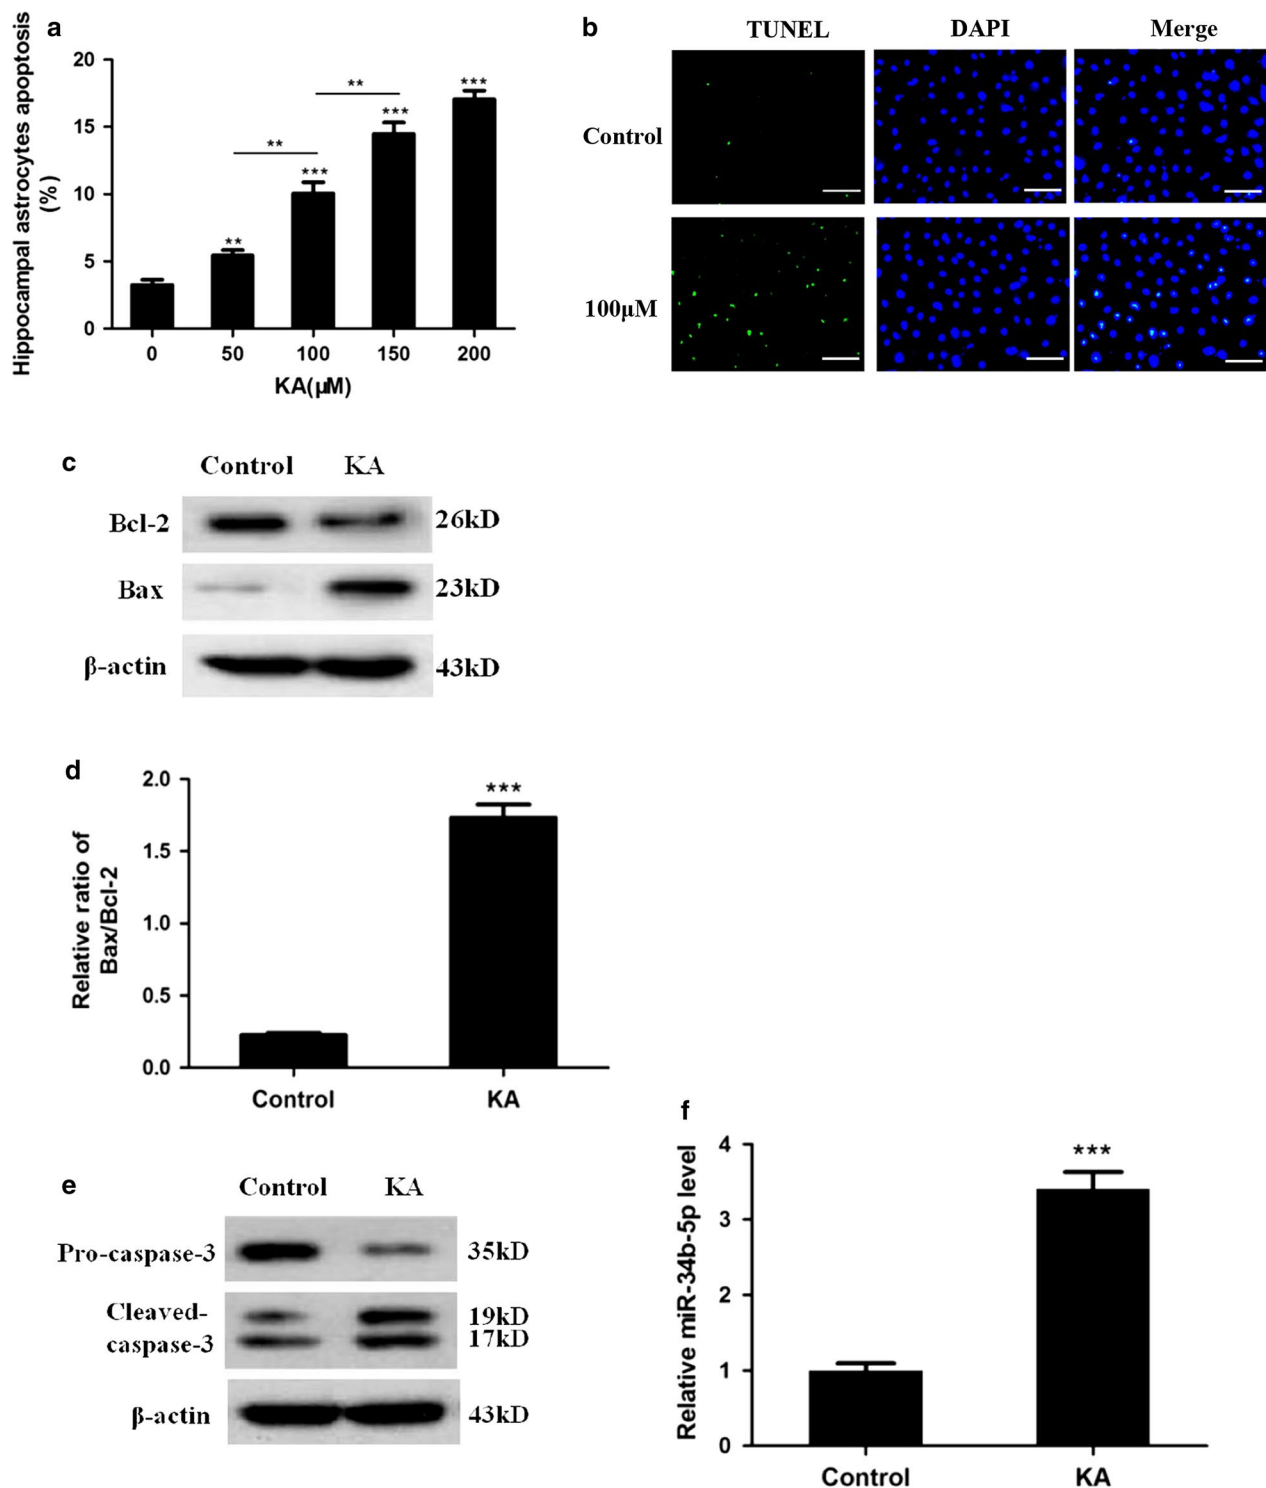 a
Hippocampal astrocytes apoptosis
(%)
20
15
10
5
0
**
***
***
***
**
**
0 50 100 150 200
KA(μM)
b
TUNEL DAPI Merge
Control
100μM
c
Control KA
Bcl-2 26kD
Bax 23kD
β-actin 43kD
d
Relative ratio of
Bax/Bcl-2
2.0
1.5
1.0
0.5
0.0
***
Control KA
e
Control KA
Pro-caspase-3 35kD
Cleaved- 19kD
caspase-3 17kD
β-actin 43kD
f
Relative miR-34b-5p level
4
3
2
1
0
***
Control KA